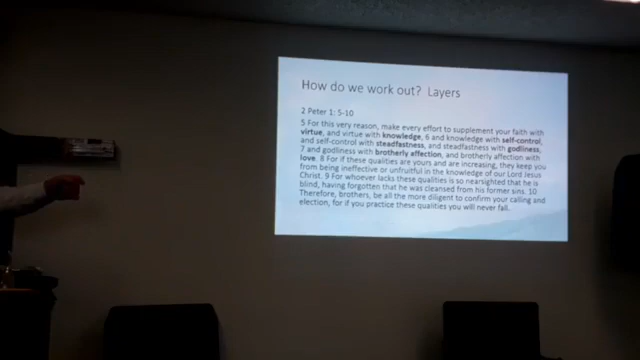 How do we work out? Layers
2 Peter 1: 5-10
5 For this very reason, make every effort to supplement your faith with
virtue, and virtue with knowledge, 6 and knowledge with self-control,
and self-control with steadfastness, and steadfastness with godliness,
7 and godliness with brotherly affection, and brotherly affection with
love. 8 For if these qualities are yours and are increasing, they keep you
from being ineffective or unfruitful in the knowledge of our Lord Jesus
Christ. 9 For whoever lacks these qualities is so nearsighted that he is
blind, having forgotten that he was cleansed from his former sins. 10
Therefore, brothers, be all the more diligent to confirm your calling and
election, for if you practice these qualities you will never fall.